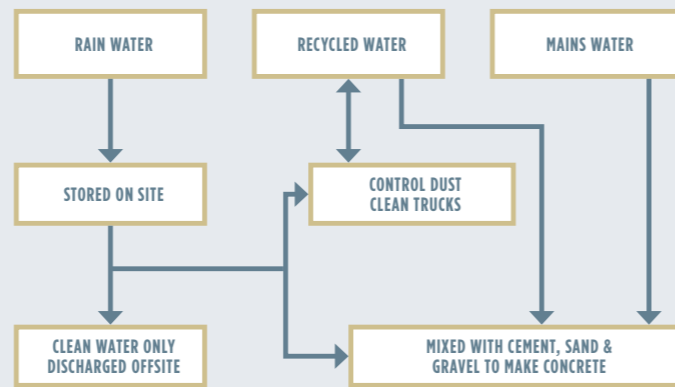 RAIN WATER
RECYCLED WATER
MAINS WATER
STORED ON SITE
CONTROL DUST
CLEAN TRUCKS
CLEAN WATER ONLY
DISCHARGED OFFSITE
MIXED WITH CEMENT, SAND &
GRAVEL TO MAKE CONCRETE